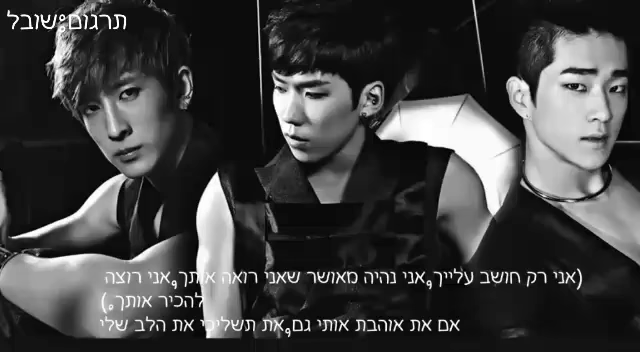 תרגום:שובל
(אני רק חושב עלייך,אני נהיה מאושר שאני רואה אותך,אני רוצה
להכיר אותך.)
אם את אוהבת אותי גם,את תשליכי את הלב שלי